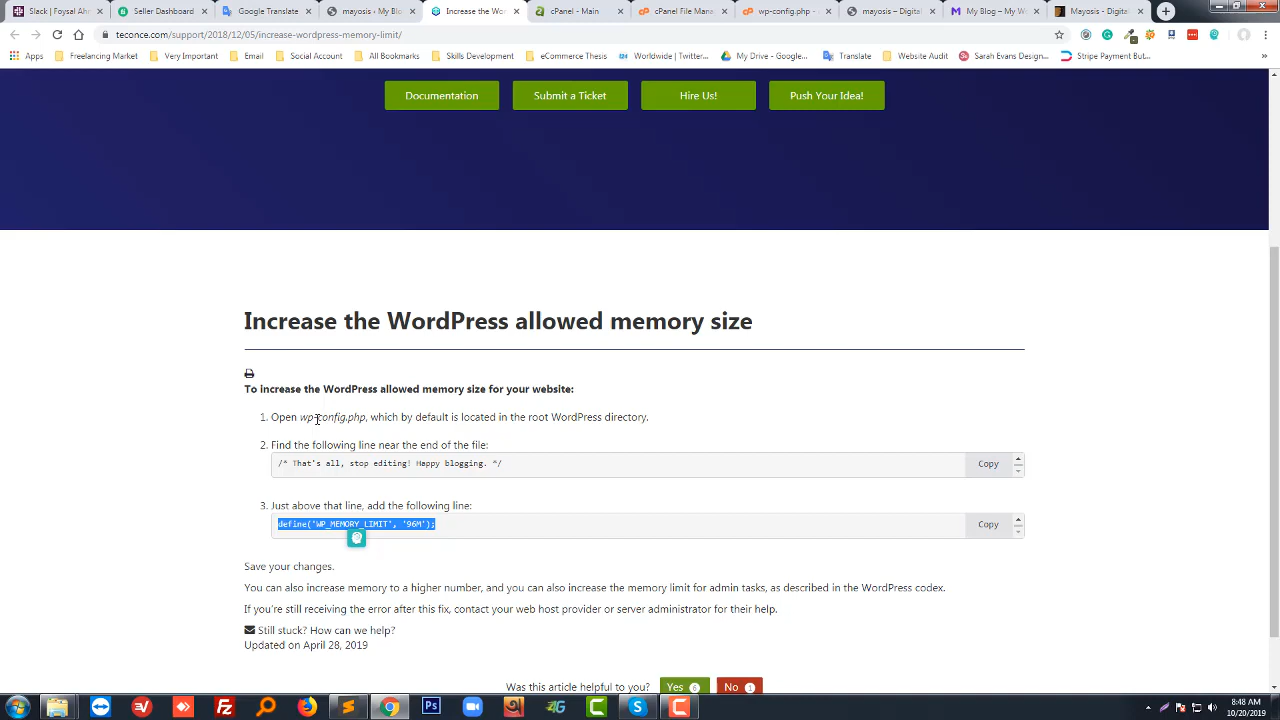 Slack | Foysal Ah
Seller Dashboard
Google Translate
mayosis ‹ My Blo
Increase the Wo
cPanel - Main
cPanel File Man
wp-config.php
mayosis – Digital
My Blog – My W
Mayosis - Digita
teconce.com/support/2018/12/05/increase-wordpress-memory-limit/
Apps
Freelancing Market
Very Important
Email
Social Account
All Bookmarks
Skills Development
eCommerce Thesis
Worldwide | Twitter...
My Drive - Google...
Translate
Website Audit
Sarah Evans Design...
Stripe Payment But...
Documentation
Submit a Ticket
Hire Us!
Push Your Idea!
Increase the WordPress allowed memory size
To increase the WordPress allowed memory size for your website:
1. Open wp-config.php, which by default is located in the root WordPress directory.
2. Find the following line near the end of the file:
/* That's all, stop editing! Happy blogging. */
Copy
3. Just above that line, add the following line:
define('WP_MEMORY_LIMIT', '96M');
Copy
Save your changes.
You can also increase memory to a higher number, and you can also increase the memory limit for admin tasks, as described in the WordPress codex.
If you're still receiving the error after this fix, contact your web host provider or server administrator for their help.
Still stuck? How can we help?
Updated on April 28, 2019
Was this article helpful to you?
Yes 6
No 1
8:48 AM
10/20/2019